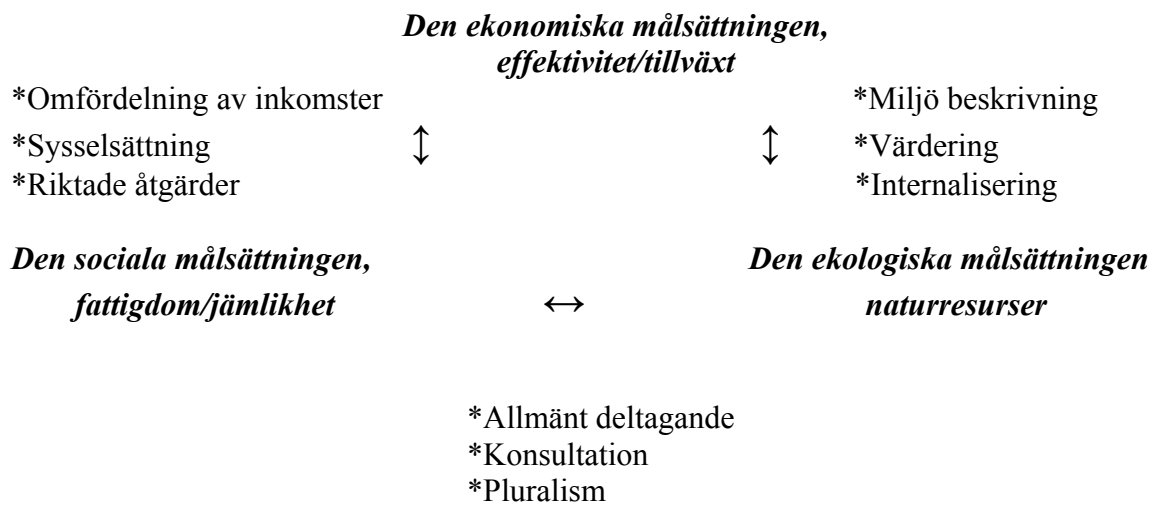 Den ekonomiska målsättningen,
effektivitet/tillväxt
*Omfördelning av inkomster
*Miljö beskrivning
*Sysselsättning ↕ ↕ *Värdering
*Riktade åtgärder
*Internalisering
Den sociala målsättningen,
Den ekologiska målsättningen
fattigdom/jämlikhet ↔ naturresurser
*Allmänt deltagande
*Konsultation
*Pluralism